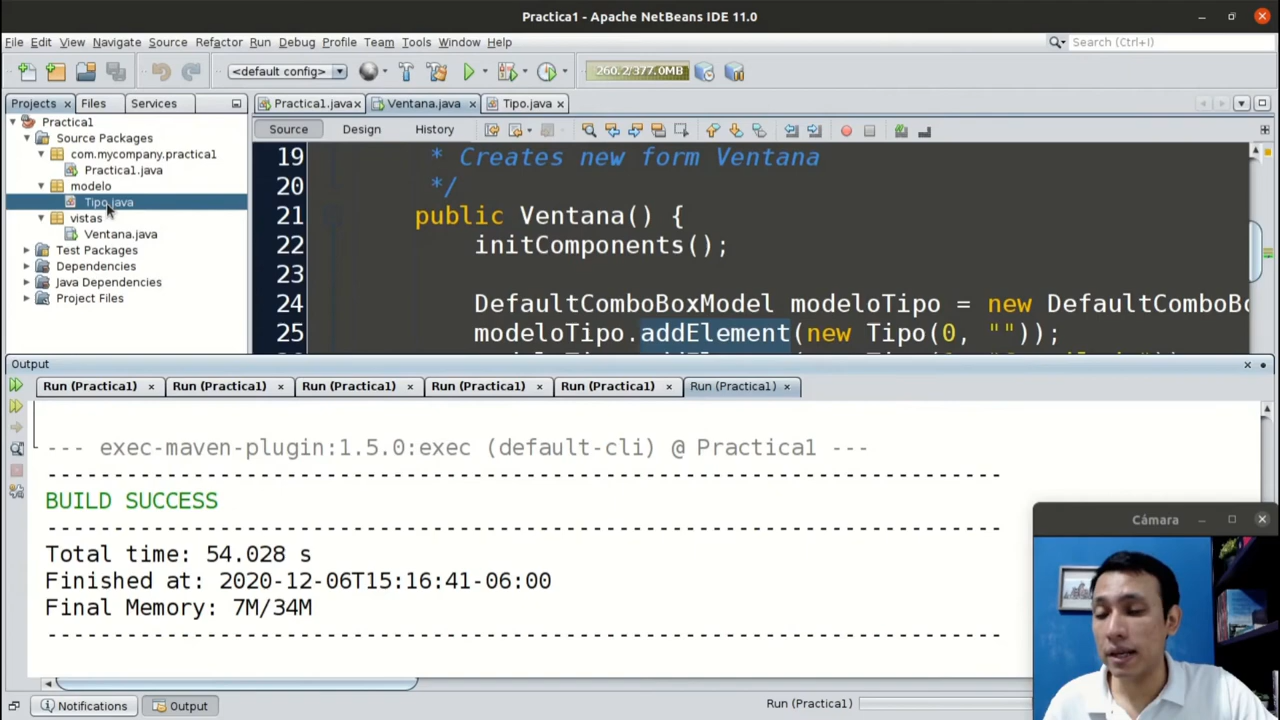 Practica1 - Apache NetBeans IDE 11.0
File Edit View Navigate Source Refactor Run Debug Profile Team Tools Window Help
Search (Ctrl+I)
<default config>
260.2/377.0MB
Projects Files Services
Practica1.java Ventana.java Tipo.java
Practica1
Source Packages
com.mycompany.practica1
Practica1.java
modelo
Tipo.java
vistas
Ventana.java
Test Packages
Dependencies
Java Dependencies
Project Files
Source Design History
19 * Creates new form Ventana
20 */
21 public Ventana() {
22 initComponents();
23
24 DefaultComboBoxModel modeloTipo = new DefaultComboBo
25 modeloTipo.addElement(new Tipo(0, ""));
Output
Run (Practica1) Run (Practica1) Run (Practica1) Run (Practica1) Run (Practica1) Run (Practica1)
--- exec-maven-plugin:1.5.0:exec (default-cli) @ Practica1 ---
------------------------------------------------------------------------
BUILD SUCCESS
------------------------------------------------------------------------
Total time: 54.028 s
Finished at: 2020-12-06T15:16:41-06:00
Final Memory: 7M/34M
------------------------------------------------------------------------
Cámara
Notifications Output
Run (Practica1)